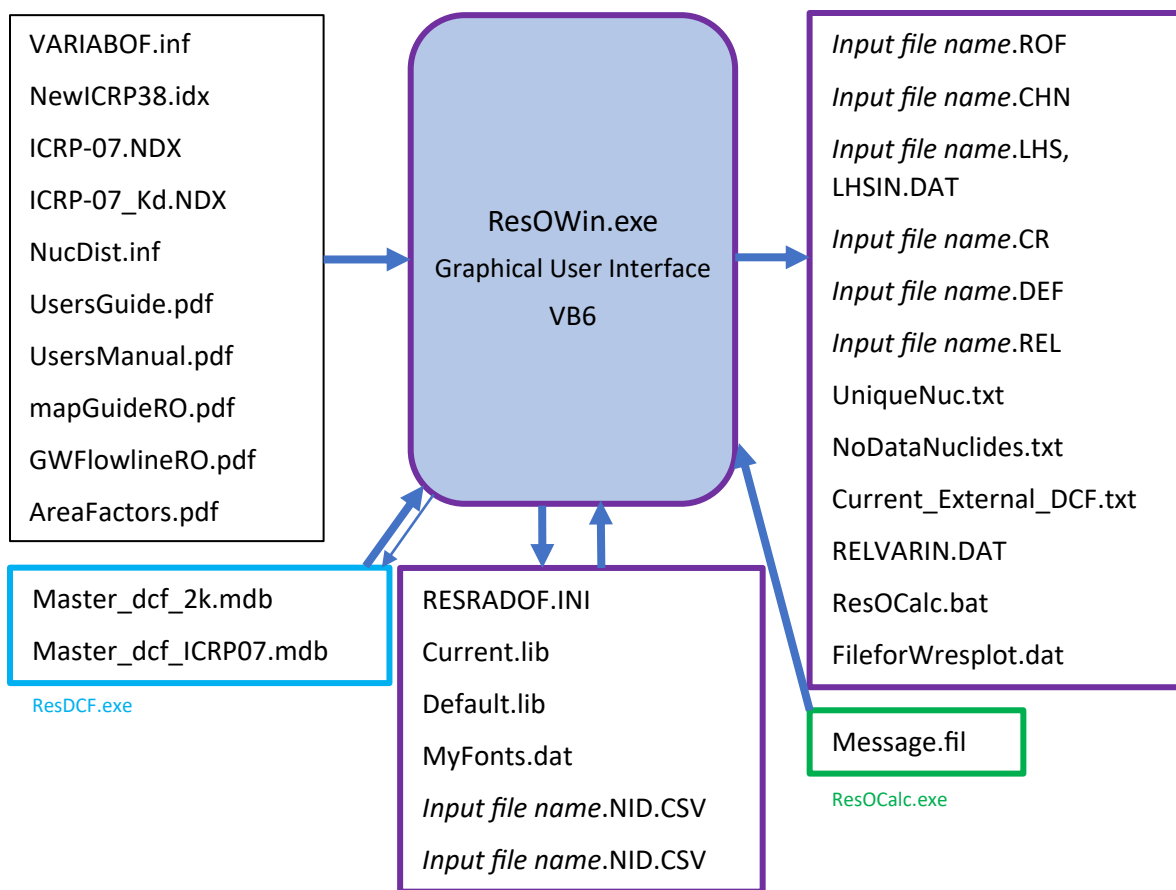 VARIABOF.inf
NewICRP38.idx
ICRP-07.NDX
ICRP-07_Kd.NDX
NucDist.inf
UsersGuide.pdf
UsersManual.pdf
mapGuideRO.pdf
GWFlowlineRO.pdf
AreaFactors.pdf
ResOWin.exe
Graphical User Interface
VB6
Input file name.ROF
Input file name.CHN
Input file name.LHS,
LHSIN.DAT
Input file name.CR
Input file name.DEF
Input file name.REL
UniqueNuc.txt
NoDataNuclides.txt
Current_External_DCF.txt
RELVARIN.DAT
ResOCalc.bat
FileforWresplot.dat
Master_dcf_2k.mdb
Master_dcf_ICRP07.mdb
ResDCF.exe
RESRADOF.INI
Current.lib
Default.lib
MyFonts.dat
Input file name.NID.CSV
Input file name.NID.CSV
Message.fil
ResOCalc.exe